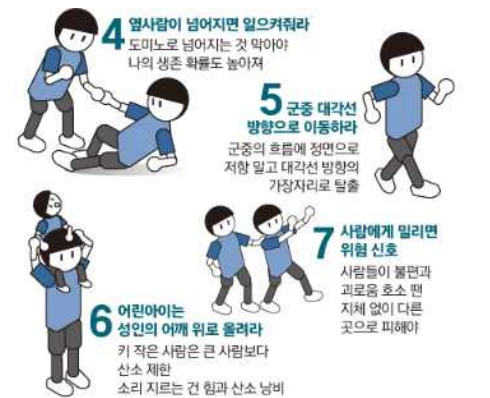 4 옆사람이 넘어지면 일으켜줘라
도미노로 넘어지는 것 막아야
나의 생존 확률도 높아져
5 군중 대각선
방향으로 이동하라
군중의 흐름에 정면으로
저항 말고 대각선 방향의
가장자리로 탈출
6 어린아이는
성인의 어깨 위로 올려라
키 작은 사람은 큰 사람보다
산소 제한
소리 지르는 건 힘과 산소 낭비
7 사람에게 밀리면
위험 신호
사람들이 불편과
괴로움 호소 땐
지체 없이 다른
곳으로 피해야